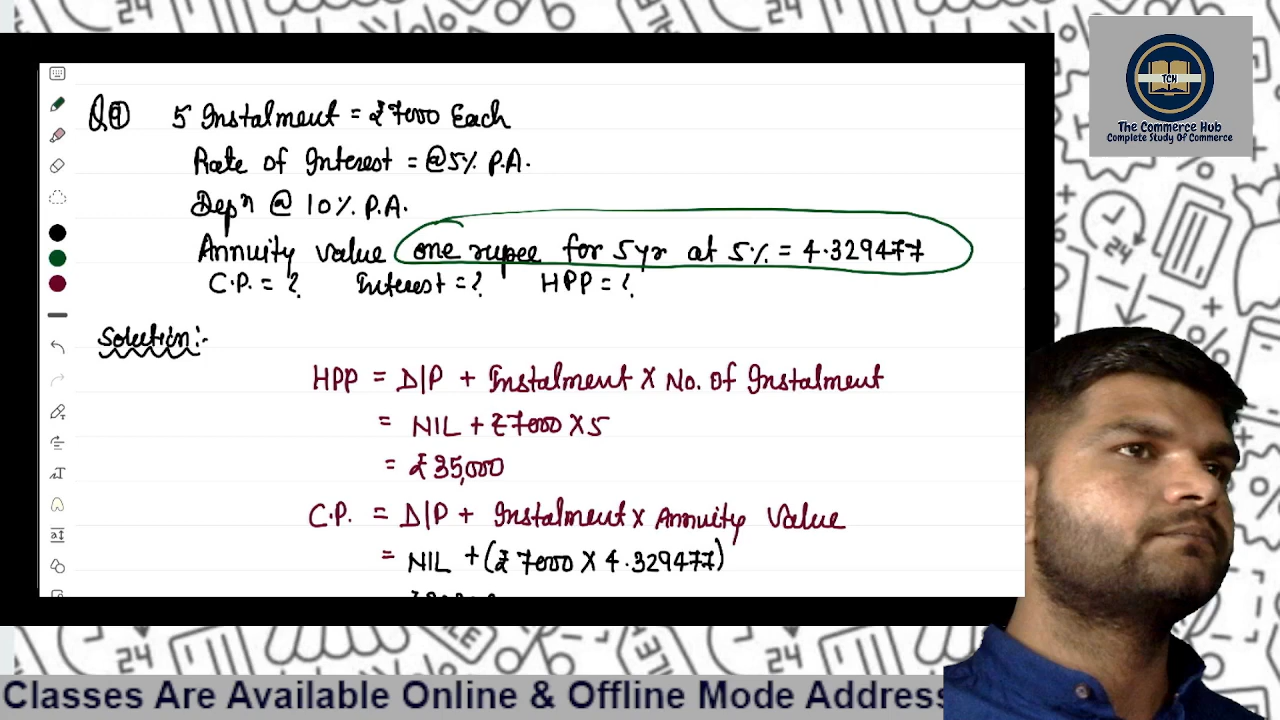 Q⑦ 5 Instalment = ₹7000 Each
Rate of Interest = @5% P.A.
Depn @ 10% P.A.
Annuity value one rupee for 5yr at 5% = 4.329477
C.P. = ? Interest = ? HPP = ?
Solution:-
HPP = D/P + Instalment X No. of Instalment
= NIL + ₹7000 X 5
= ₹35,000
C.P. = D/P + Instalment X Annuity Value
= NIL + (₹7000 X 4.329477)
TCH
The Commerce Hub
Complete Study Of Commerce
Classes Are Available Online & Offline Mode Address